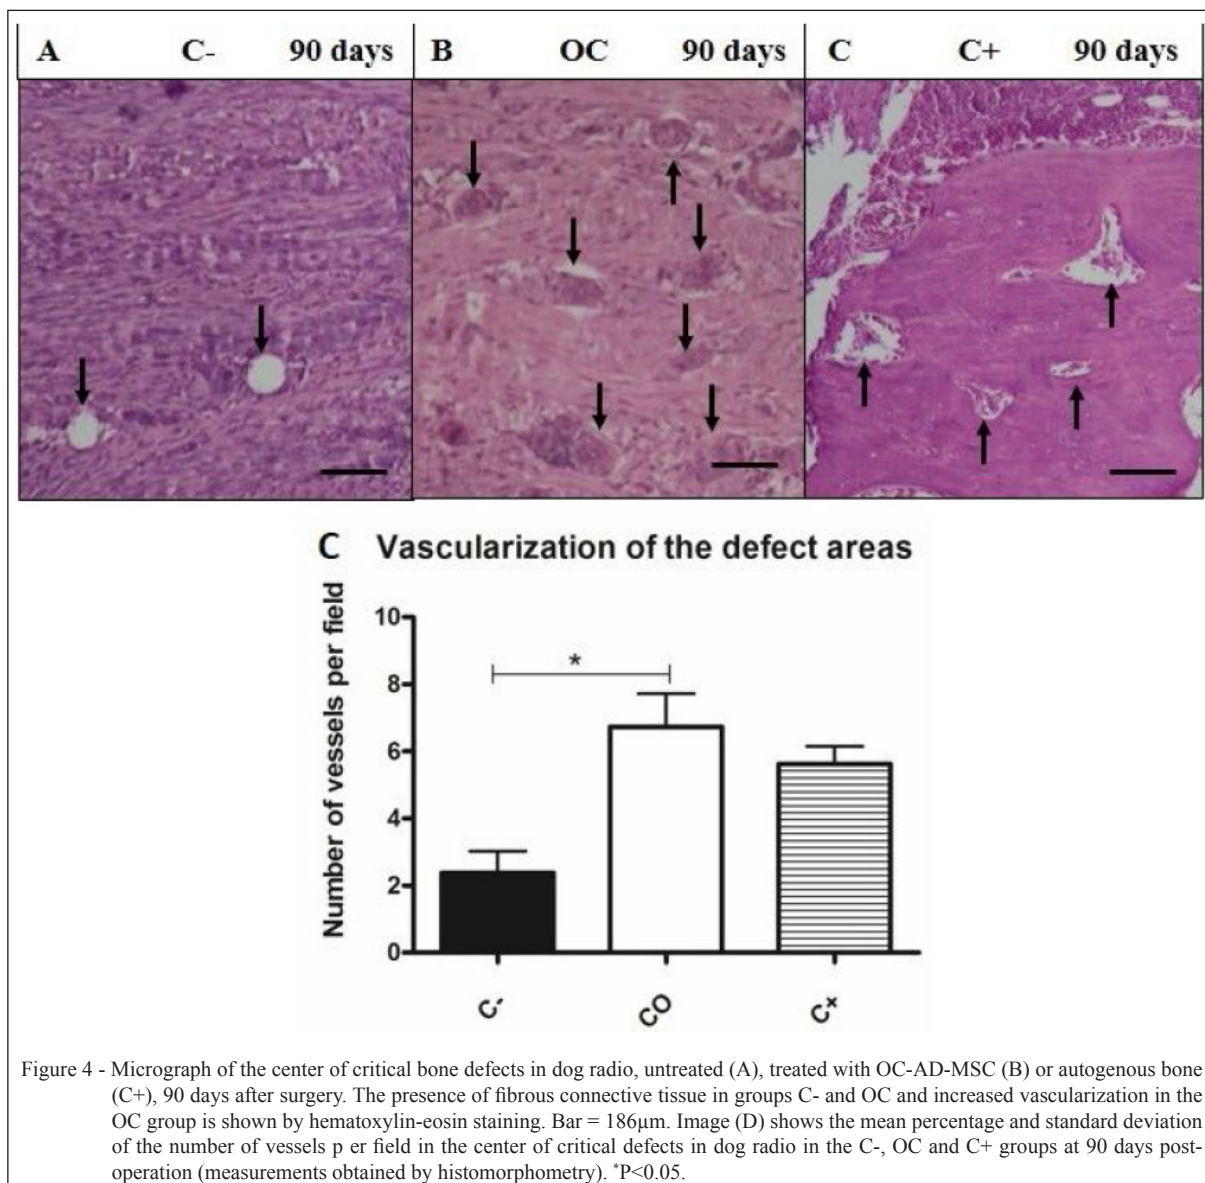 A C- 90 days B OC 90 days C C+ 90 days
C Vascularization of the defect areas
Number of vessels per field
10
8
6
4
2
0
*
C-
CO
C+
Figure 4 - Micrograph of the center of critical bone defects in dog radio, untreated (A), treated with OC-AD-MSC (B) or autogenous bone
(C+), 90 days after surgery. The presence of fibrous connective tissue in groups C- and OC and increased vascularization in the
OC group is shown by hematoxylin-eosin staining. Bar = 186µm. Image (D) shows the mean percentage and standard deviation
of the number of vessels p er field in the center of critical defects in dog radio in the C-, OC and C+ groups at 90 days post-
operation (measurements obtained by histomorphometry). *P<0.05.